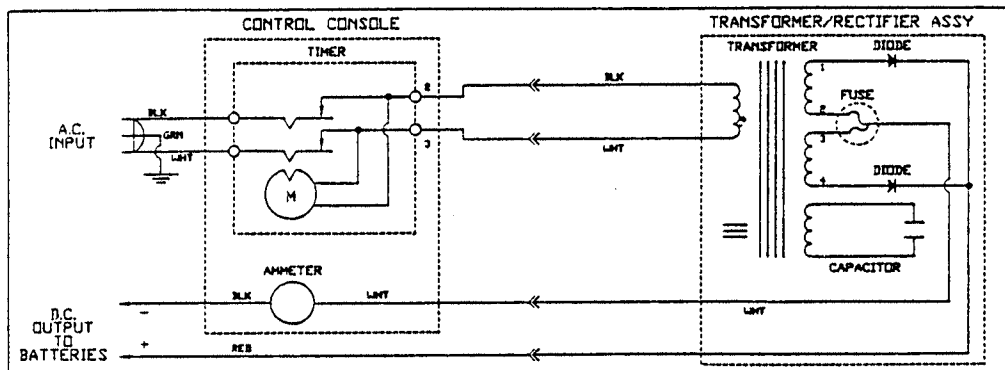 CONTROL CONSOLE
TRANSFORMER/RECTIFIER ASSY
TIMER
TRANSFORMER
DIODE
1
2
BLK
FUSE
BLK
A.C.
INPUT
GRN
2
3
WHT
3
WHT
M
4
DIODE
AMMETER
CAPACITOR
BLK
WHT
WHT
-
D.C.
OUTPUT
TO
BATTERIES
+
RED